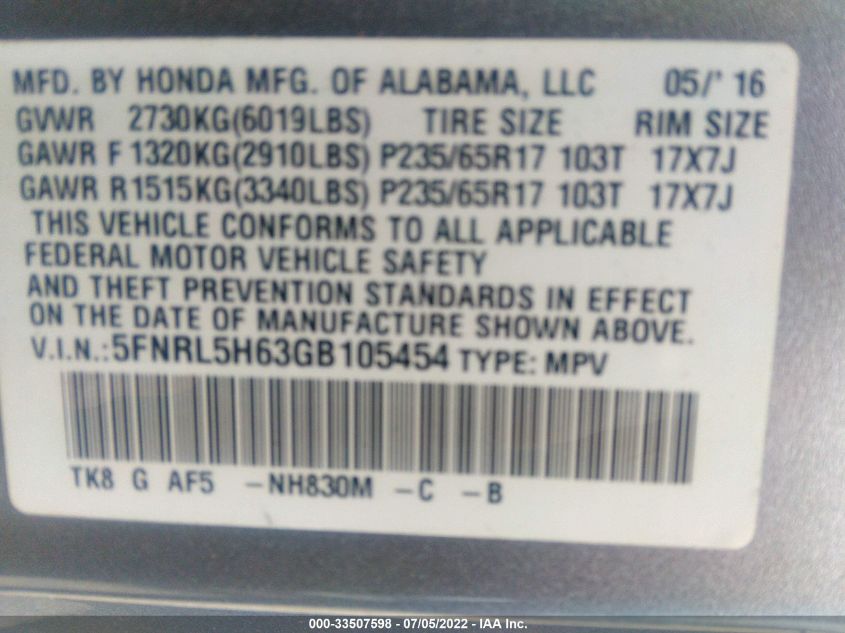 MFD. BY HONDA MFG. OF ALABAMA, LLC 05/' 16
GVWR 2730KG(6019LBS) TIRE SIZE RIM SIZE
GAWR F 1320KG(2910LBS) P235/65R17 103T 17X7J
GAWR R1515KG(3340LBS) P235/65R17 103T 17X7J
THIS VEHICLE CONFORMS TO ALL APPLICABLE
FEDERAL MOTOR VEHICLE SAFETY
AND THEFT PREVENTION STANDARDS IN EFFECT
ON THE DATE OF MANUFACTURE SHOWN ABOVE.
V.I.N.:5FNRL5H63GB105454 TYPE: MPV
TK8 G AF5 -NH830M -C -B
000-33507598 - 07/05/2022 - IAA Inc.